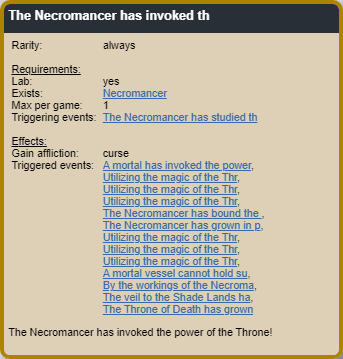 The Necromancer has invoked th
Rarity: always
Requirements:
Lab: yes
Exists: Necromancer
Max per game: 1
Triggering events: The Necromancer has studied th
Effects:
Gain affliction: curse
Triggered events: A mortal has invoked the power,
Utilizing the magic of the Thr,
Utilizing the magic of the Thr,
Utilizing the magic of the Thr,
The Necromancer has bound the ,
The Necromancer has grown in p,
Utilizing the magic of the Thr,
Utilizing the magic of the Thr,
Utilizing the magic of the Thr,
A mortal vessel cannot hold su,
By the workings of the Necroma,
The veil to the Shade Lands ha,
The Throne of Death has grown
The Necromancer has invoked the power of the Throne!